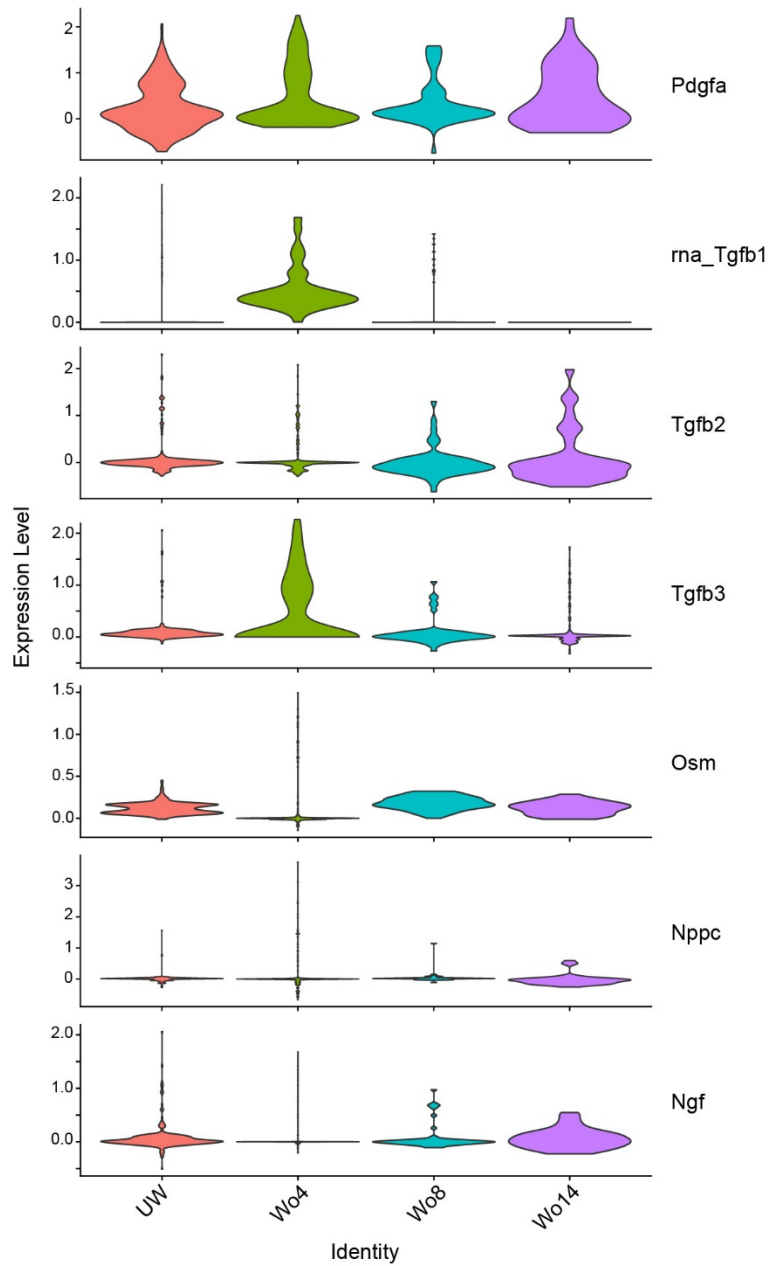 2
1
0
Pdgfa
2.0
1.0
0.0
rna_Tgfb1
2
1
0
Tgfb2
2.0
1.0
0.0
Tgfb3
1.5
1.0
0.5
0.0
Osm
3
2
1
0
Nppc
2.0
1.0
0.0
Ngf
Expression Level
UW
Wo4
Wo8
Wo14
Identity